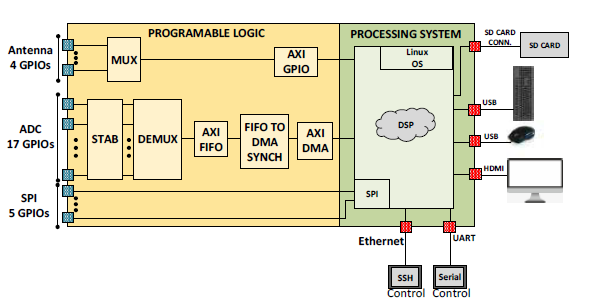 PROGRAMABLE LOGIC
PROCESSING SYSTEM
Antenna
4 GPIOs
MUX
AXI
GPIO
Linux
OS
SD CARD
CONN.
SD CARD
ADC
17 GPIOs
STAB
DEMUX
AXI
FIFO
FIFO TO
DMA
SYNCH
AXI
DMA
DSP
USB
USB
HDMI
SPI
5 GPIOs
SPI
Ethernet
UART
SSH
Control
Serial
Control